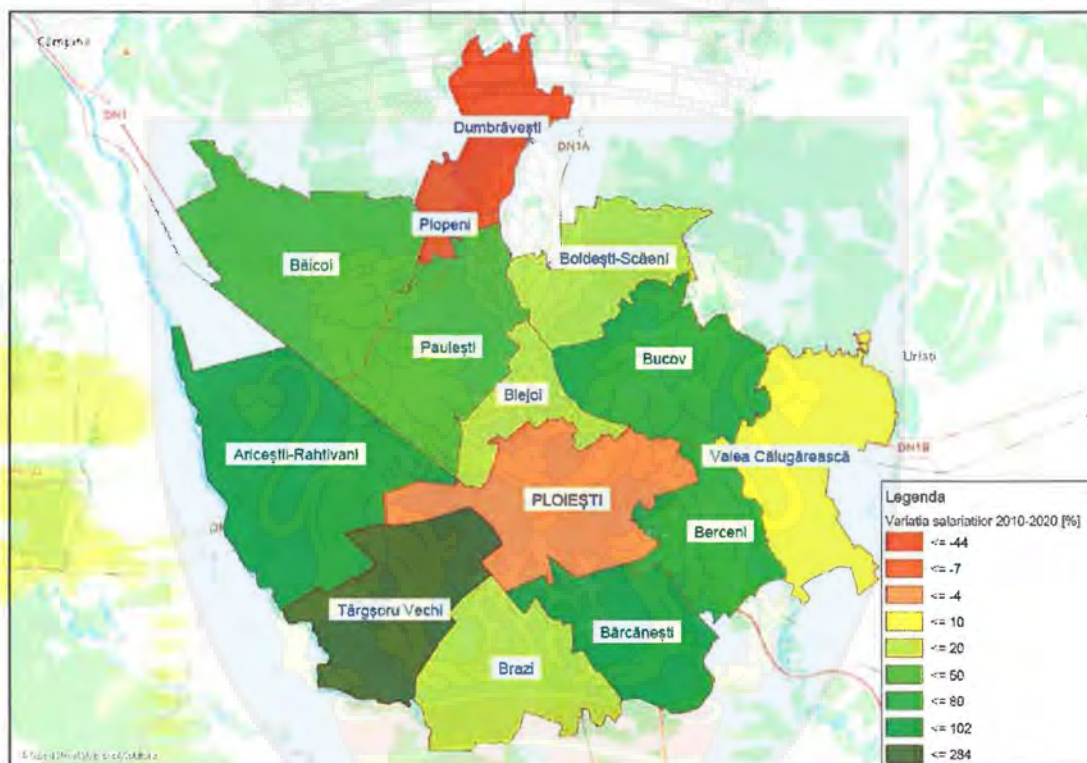 Câmpina
DN1
Dumbrăvești
DN1A
Plopeni
Băicoi
Boldești-Scăeni
Paulești
Bucov
Urlați
Blejoi
Ariceștii-Rahtivani
Valea Călugărească
DN1B
PLOIEȘTI
Berceni
Târgșoru Vechi
Bărcănești
Brazi
Legenda
Variatia salariatilor 2010-2020 [%]
<= -44
<= -7
<= -4
<= 10
<= 20
<= 50
<= 80
<= 102
<= 284